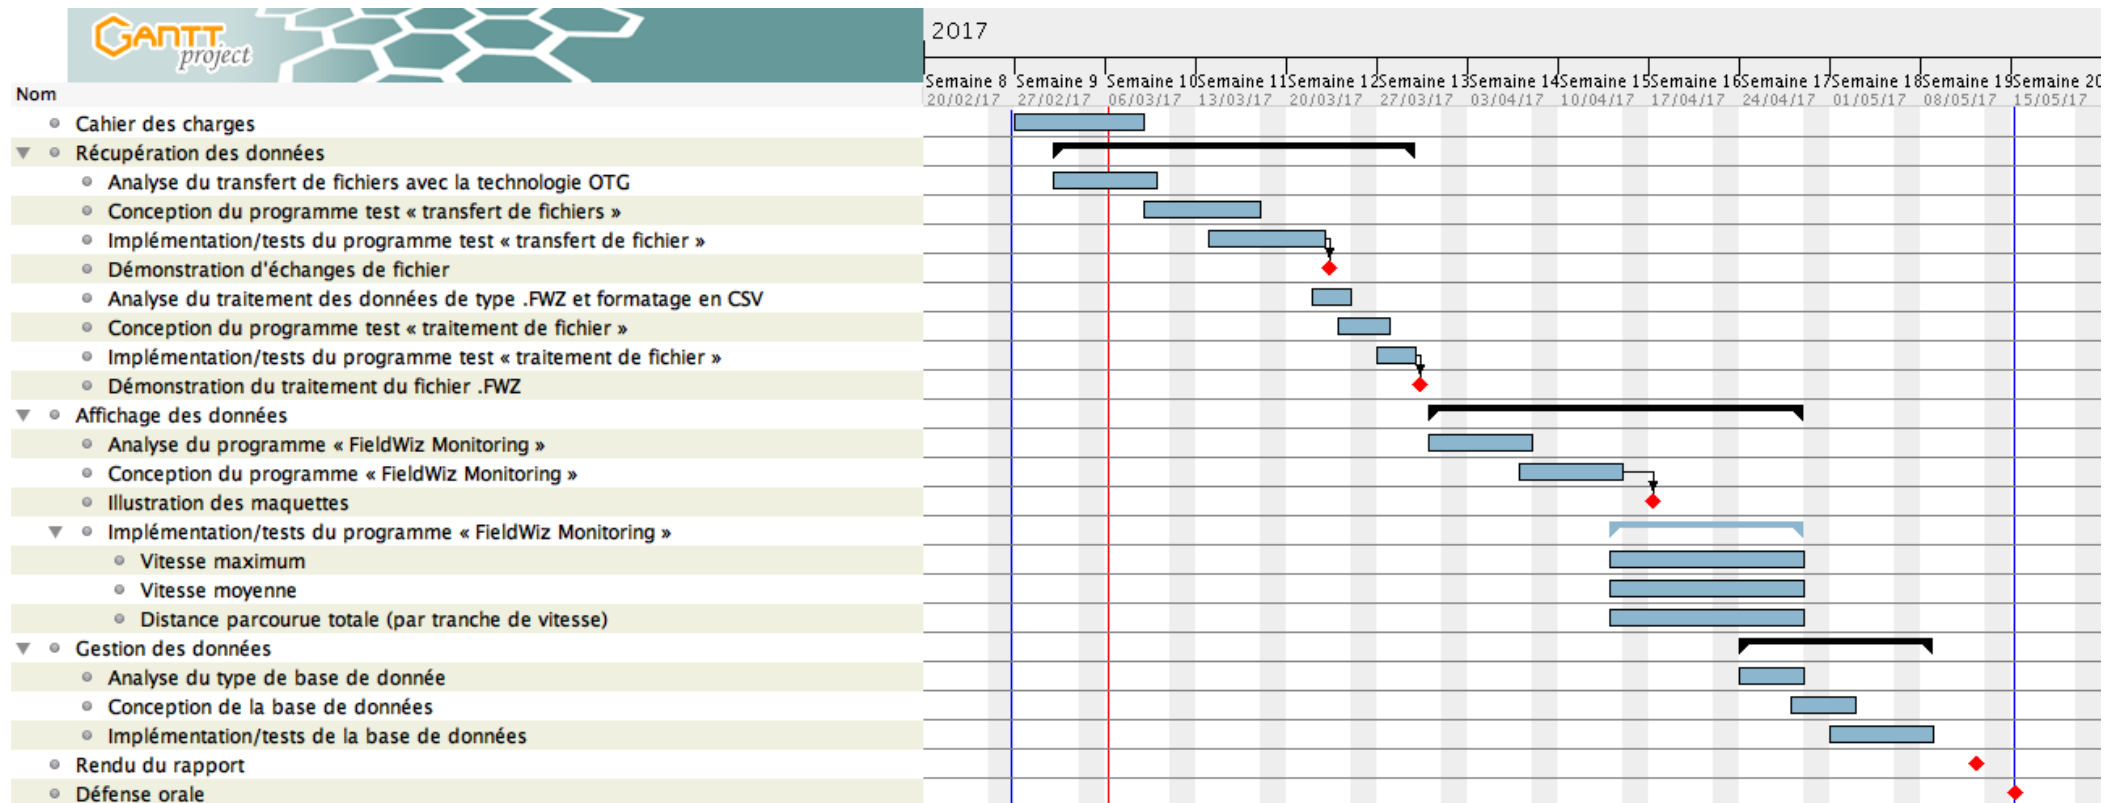 GANTT
project
2017
Semaine 8 Semaine 9 Semaine 10 Semaine 11 Semaine 12 Semaine 13 Semaine 14 Semaine 15 Semaine 16 Semaine 17 Semaine 18 Semaine 19 Semaine 20
Nom 20/02/17 27/02/17 06/03/17 13/03/17 20/03/17 27/03/17 03/04/17 10/04/17 17/04/17 24/04/17 01/05/17 08/05/17 15/05/17
Cahier des charges
Récupération des données
Analyse du transfert de fichiers avec la technologie OTG
Conception du programme test « transfert de fichiers »
Implémentation/tests du programme test « transfert de fichier »
Démonstration d'échanges de fichier
Analyse du traitement des données de type .FWZ et formatage en CSV
Conception du programme test « traitement de fichier »
Implémentation/tests du programme test « traitement de fichier »
Démonstration du traitement du fichier .FWZ
Affichage des données
Analyse du programme « FieldWiz Monitoring »
Conception du programme « FieldWiz Monitoring »
Illustration des maquettes
Implémentation/tests du programme « FieldWiz Monitoring »
Vitesse maximum
Vitesse moyenne
Distance parcourue totale (par tranche de vitesse)
Gestion des données
Analyse du type de base de donnée
Conception de la base de données
Implémentation/tests de la base de données
Rendu du rapport
Défense orale